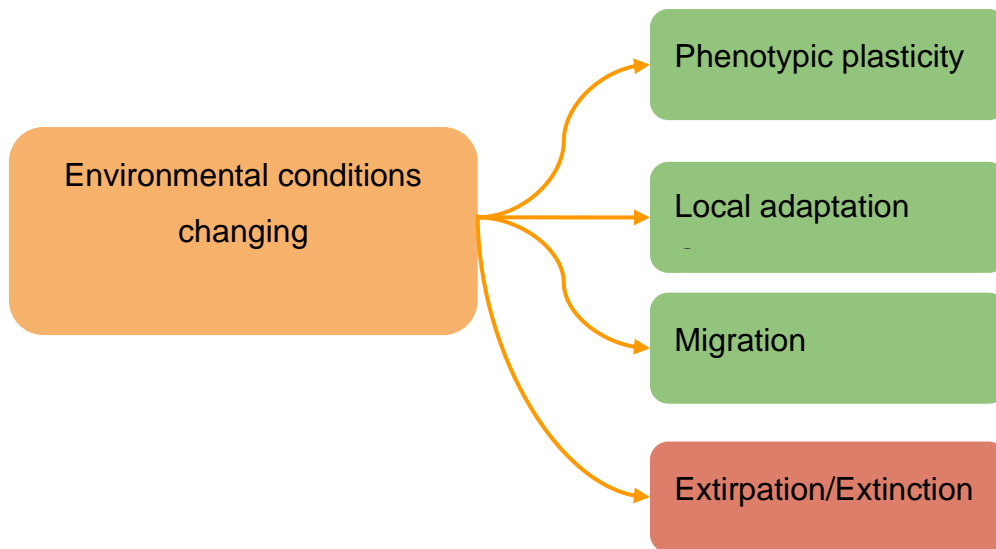 Phenotypic plasticity
Environmental conditions
changing
Local adaptation
Migration
Extirpation/Extinction